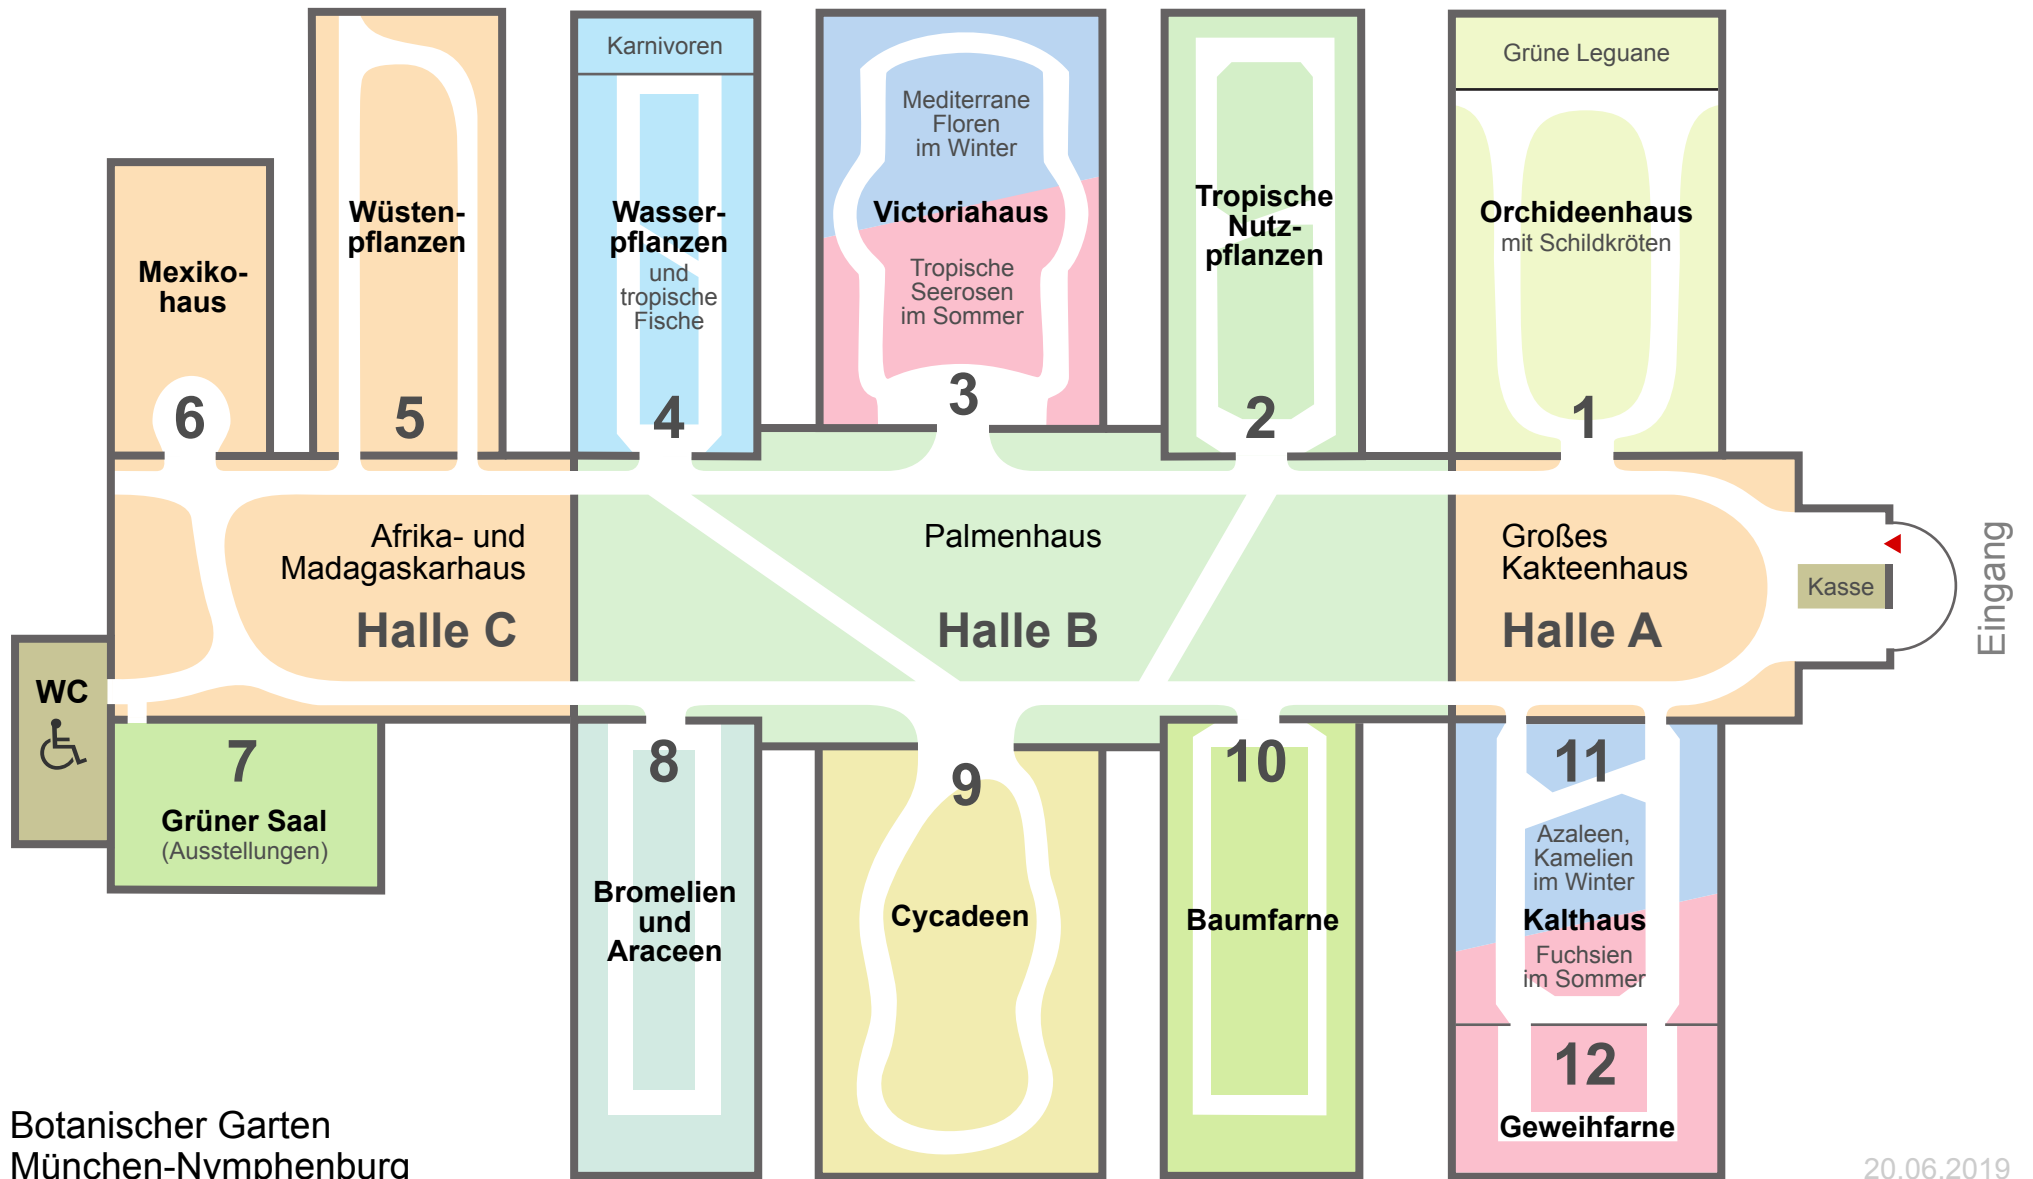 Karnivoren
Grüne Leguane
Mediterrane
Floren
im Winter
Mexiko-
haus
Wüsten-
pflanzen
Wasser-
pflanzen
und
tropische
Fische
Victoriahaus
Tropische
Seerosen
im Sommer
Tropische
Nutz-
pflanzen
Orchideenhaus
mit Schildkröten
6
5
4
3
2
1
Afrika- und
Madagaskarhaus
Halle C
Palmenhaus
Halle B
Großes
Kakteenhaus
Halle A
Kasse
Eingang
WC
7
Grüner Saal
(Ausstellungen)
8
Bromelien
und
Araceen
9
Cycadeen
10
Baumfarne
11
Azaleen,
Kamelien
im Winter
Kalthaus
Fuchsien
im Sommer
12
Geweihfarne
Botanischer Garten
München-Nymphenburg
20.06.2019